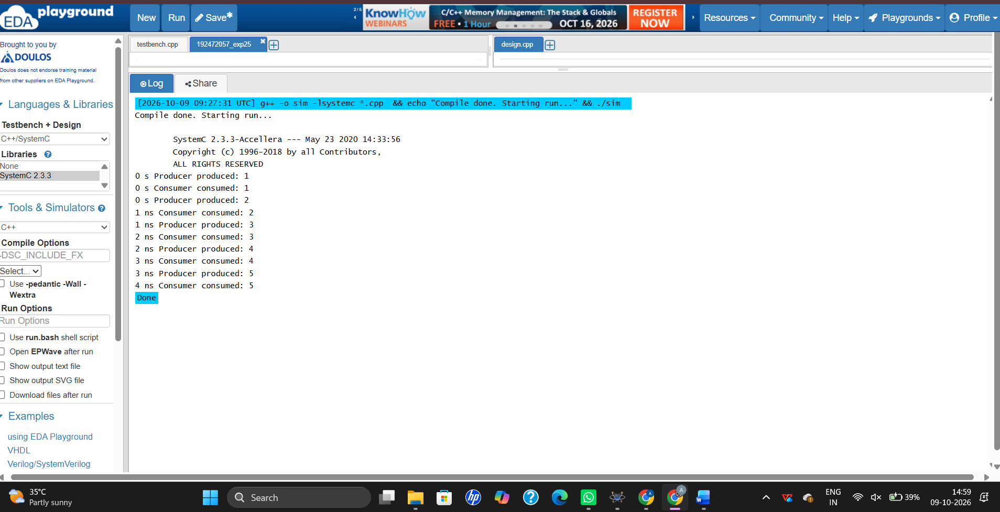 EDA playground
New
Run
Save*
2/5
KnowHow
WEBINARS
C/C++ Memory Management: The Stack & Globals
FREE • 1 Hour
OCT 16, 2026
REGISTER
NOW
Resources
Community
Help
Playgrounds
Profile
Brought to you by
DOULOS
Doulos does not endorse training material
from other suppliers on EDA Playground.
Languages & Libraries
Testbench + Design
C++/SystemC
Libraries
None
SystemC 2.3.3
Tools & Simulators
C++
Compile Options
-DSC_INCLUDE_FX
Select...
Use -pedantic -Wall -
Wextra
Run Options
Run Options
Use run.bash shell script
Open EPWave after run
Show output text file
Show output SVG file
Download files after run
Examples
using EDA Playground
VHDL
Verilog/SystemVerilog
testbench.cpp
192472057_exp25
design.cpp
Log
Share
[2026-10-09 09:27:31 UTC] g++ -o sim -lsystemc *.cpp  && echo "Compile done. Starting run..." && ./sim
Compile done. Starting run...
SystemC 2.3.3-Accellera --- May 23 2020 14:33:56
Copyright (c) 1996-2018 by all Contributors,
ALL RIGHTS RESERVED
0 s Producer produced: 1
0 s Consumer consumed: 1
0 s Producer produced: 2
1 ns Consumer consumed: 2
1 ns Producer produced: 3
2 ns Consumer consumed: 3
2 ns Producer produced: 4
3 ns Consumer consumed: 4
3 ns Producer produced: 5
4 ns Consumer consumed: 5
Done
35°C
Partly sunny
Search
ENG
IN
39%
14:59
09-10-2026